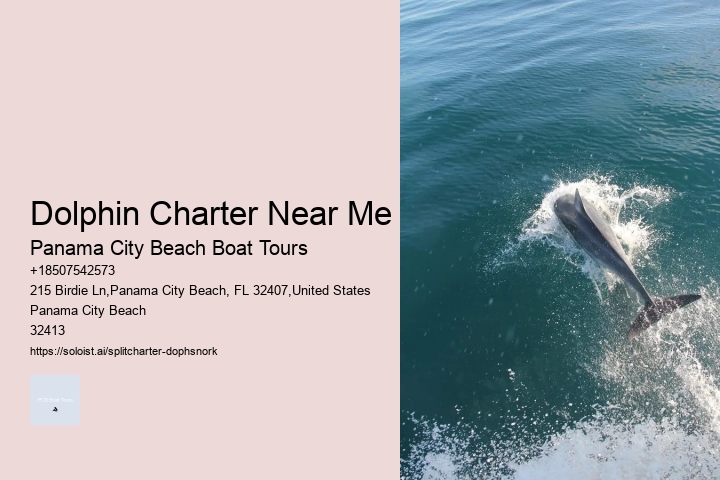 Dolphin Charter Near Me
Panama City Beach Boat Tours
+18507542573
215 Birdie Ln,Panama City Beach, FL 32407,United States
Panama City Beach
32413
https://soloist.ai/splitcharter-dophsnork